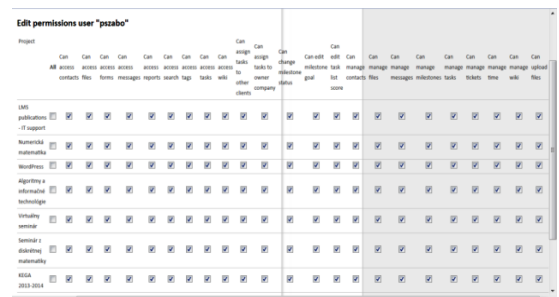 Edit permissions user "pszabo"
Project
All
Can access contacts
Can access files
Can access forms
Can access messages
Can access reports
Can access search
Can access tags
Can access tasks
Can access wiki
Can assign tasks to other clients
Can assign tasks to owner company
Can change milestone status
Can edit milestone goal
Can edit task list score
Can manage contacts
Can manage files
Can manage messages
Can manage milestones
Can manage tasks
Can manage tickets
Can manage time
Can manage wiki
Can upload files
LMS
publications
- IT support
Numerická
matematika
WordPress
Algoritmy a
informačné
technológie
Virtuálny
seminár
Seminár z
diskrétnej
matematiky
KEGA
2013-2014